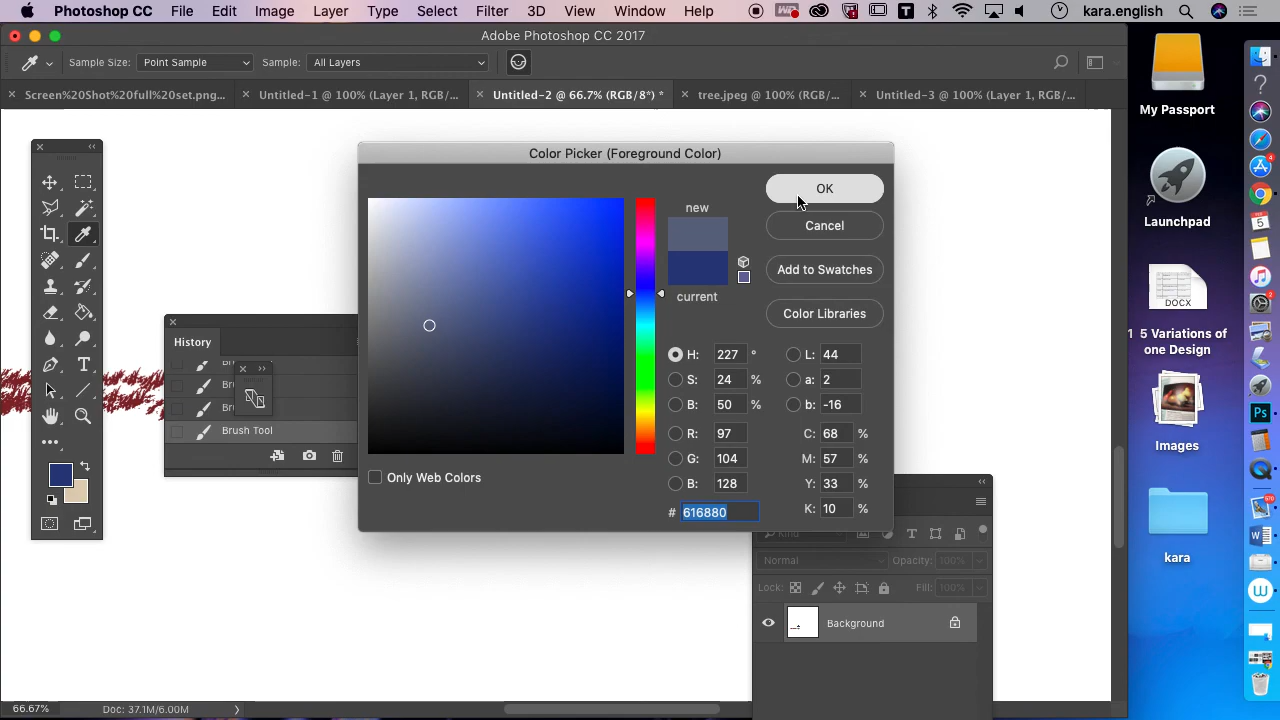 Photoshop CC File Edit Image Layer Type Select Filter 3D View Window Help kara.english
Adobe Photoshop CC 2017
Sample Size: Point Sample Sample: All Layers
Screen%20Shot%20full%20set.png... Untitled-1 @ 100% (Layer 1, RGB/... Untitled-2 @ 66.7% (RGB/8*) * tree.jpeg @ 100% (RGB/... Untitled-3 @ 100% (Layer 1, RGB/...
My Passport
Color Picker (Foreground Color)
OK
new
Cancel
Launchpad
Add to Swatches
current
Color Libraries
DOCX
1 5 Variations of
one Design
History
H: 227 ° L: 44
S: 24 % a: 2
B: 50 % b: -16
Brush Tool
R: 97 C: 68 %
G: 104 M: 57 %
B: 128 Y: 33 %
# 616880 K: 10 %
Only Web Colors
Images
Kind
Normal Opacity: 100%
Lock: Fill: 100%
kara
Background
66.67% Doc: 37.1M/6.00M